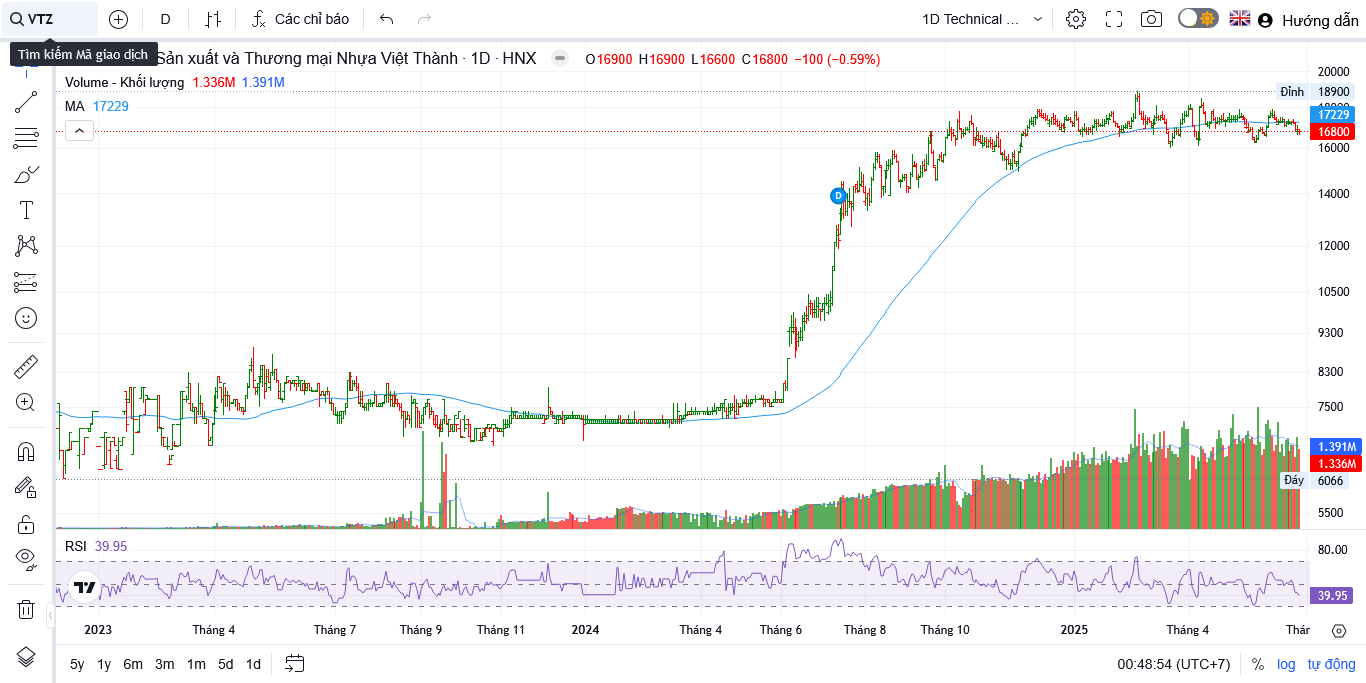 VTZ D Các chỉ báo 1D Technical ... Hướng dẫn
Tìm kiếm Mã giao dịch
Sản xuất và Thương mại Nhựa Việt Thành · 1D · HNX O16900 H16900 L16600 C16800 −100 (−0.59%)
Volume - Khối lượng 1.336M 1.391M
MA 17229
D
20000
Đỉnh 18900
17229
16800
16000
14000
12000
10500
9300
8300
7500
1.391M
1.336M
Đáy 6066
5500
RSI 39.95
80.00
39.95
2023 Tháng 4 Tháng 7 Tháng 9 Tháng 11 2024 Tháng 4 Tháng 6 Tháng 8 Tháng 10 2025 Tháng 4 Thár
5y 1y 6m 3m 1m 5d 1d 00:48:54 (UTC+7) % log tự động